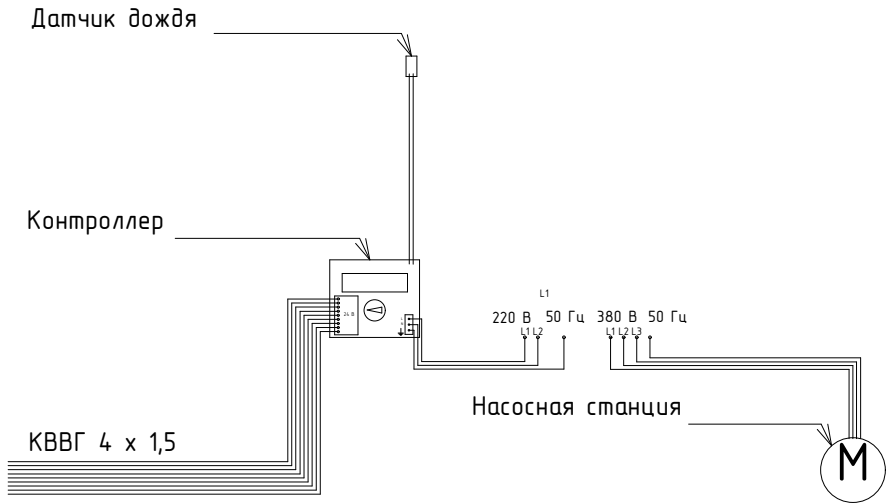 Датчик дождя
Контроллер
24 В
L1
220 В 50 Гц 380 В 50 Гц
L1 L2 L1 L2 L3
Насосная станция
КВВГ 4 х 1,5
М